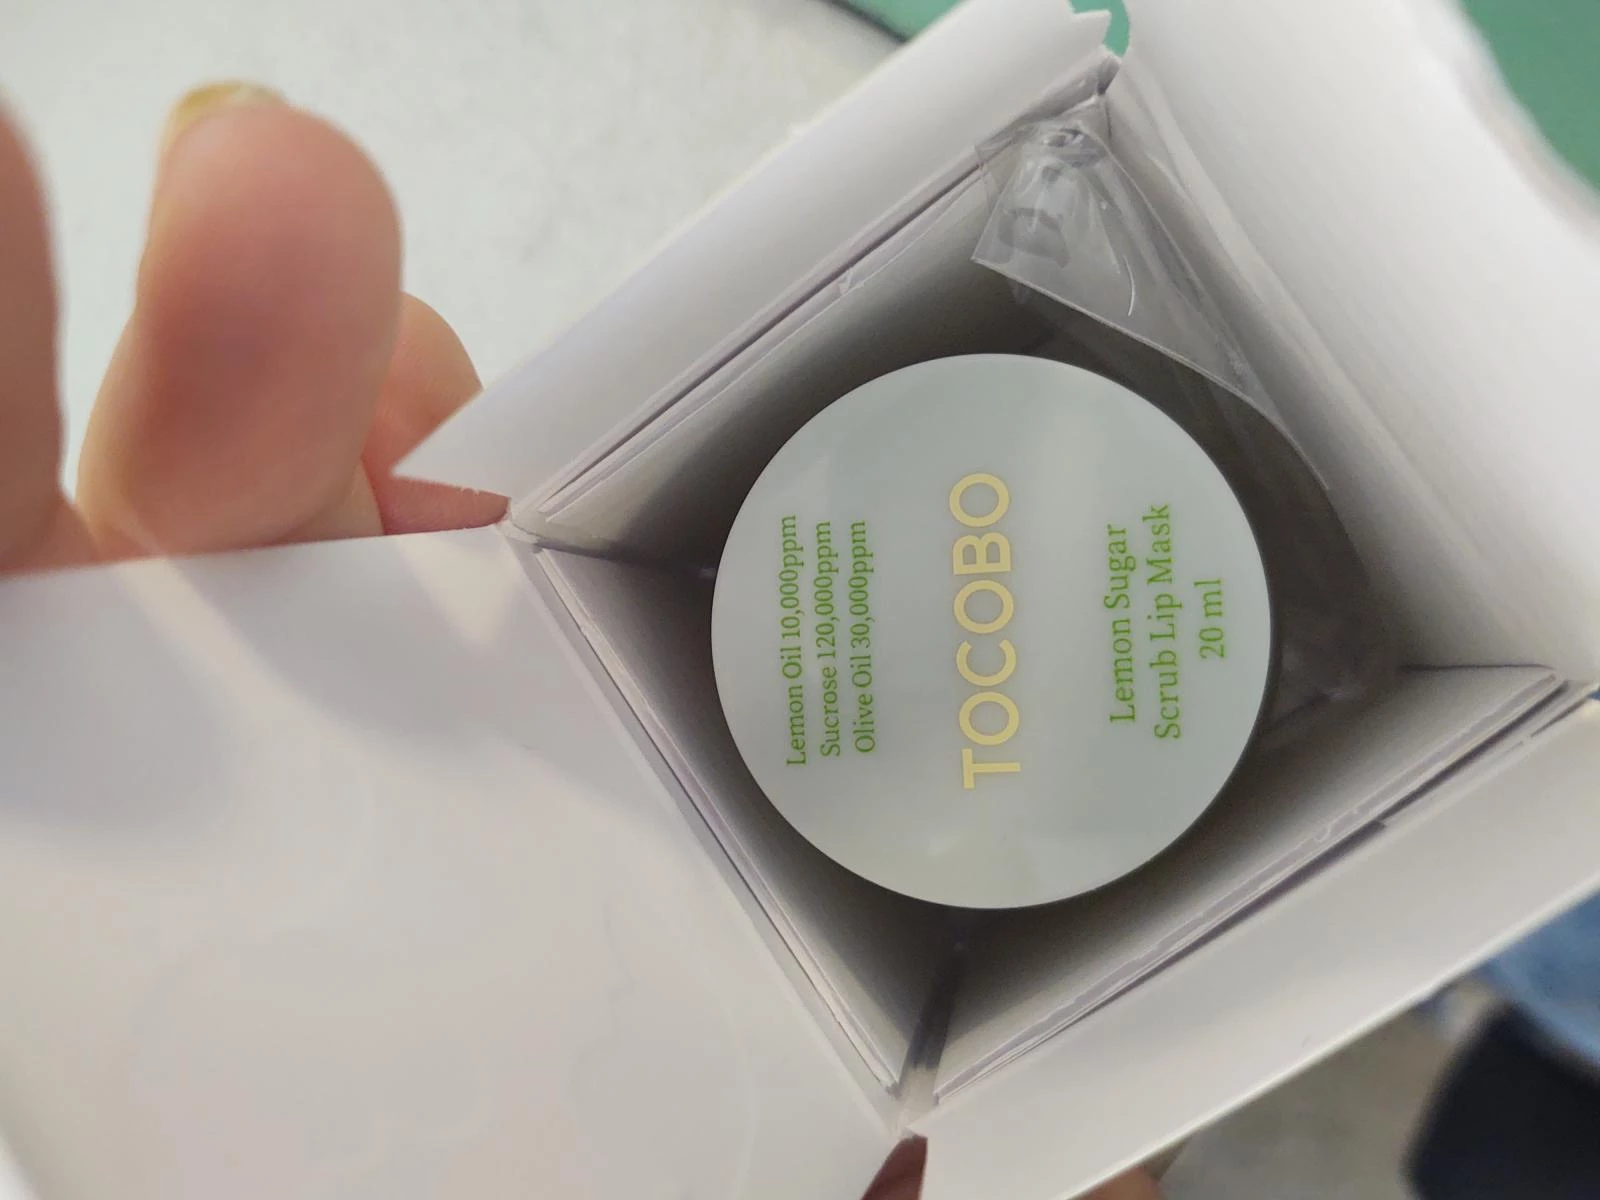 Lemon Oil 10,000ppm
Sucrose 120,000ppm
Olive Oil 30,000ppm
TOCOBO
Lemon Sugar
Scrub Lip Mask
20 ml